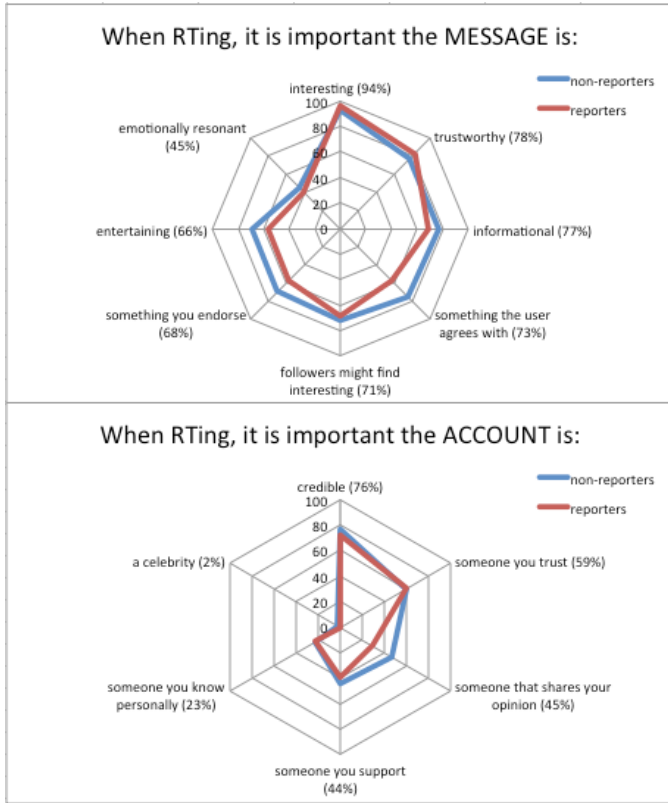 When RTing, it is important the MESSAGE is:
non-reporters
reporters
interesting (94%)
trustworthy (78%)
informational (77%)
something the user
agrees with (73%)
followers might find
interesting (71%)
something you endorse
(68%)
entertaining (66%)
emotionally resonant
(45%)
100
80
60
40
20
0
When RTing, it is important the ACCOUNT is:
non-reporters
reporters
credible (76%)
someone you trust (59%)
someone that shares your
opinion (45%)
someone you support
(44%)
someone you know
personally (23%)
a celebrity (2%)
100
80
60
40
20
0